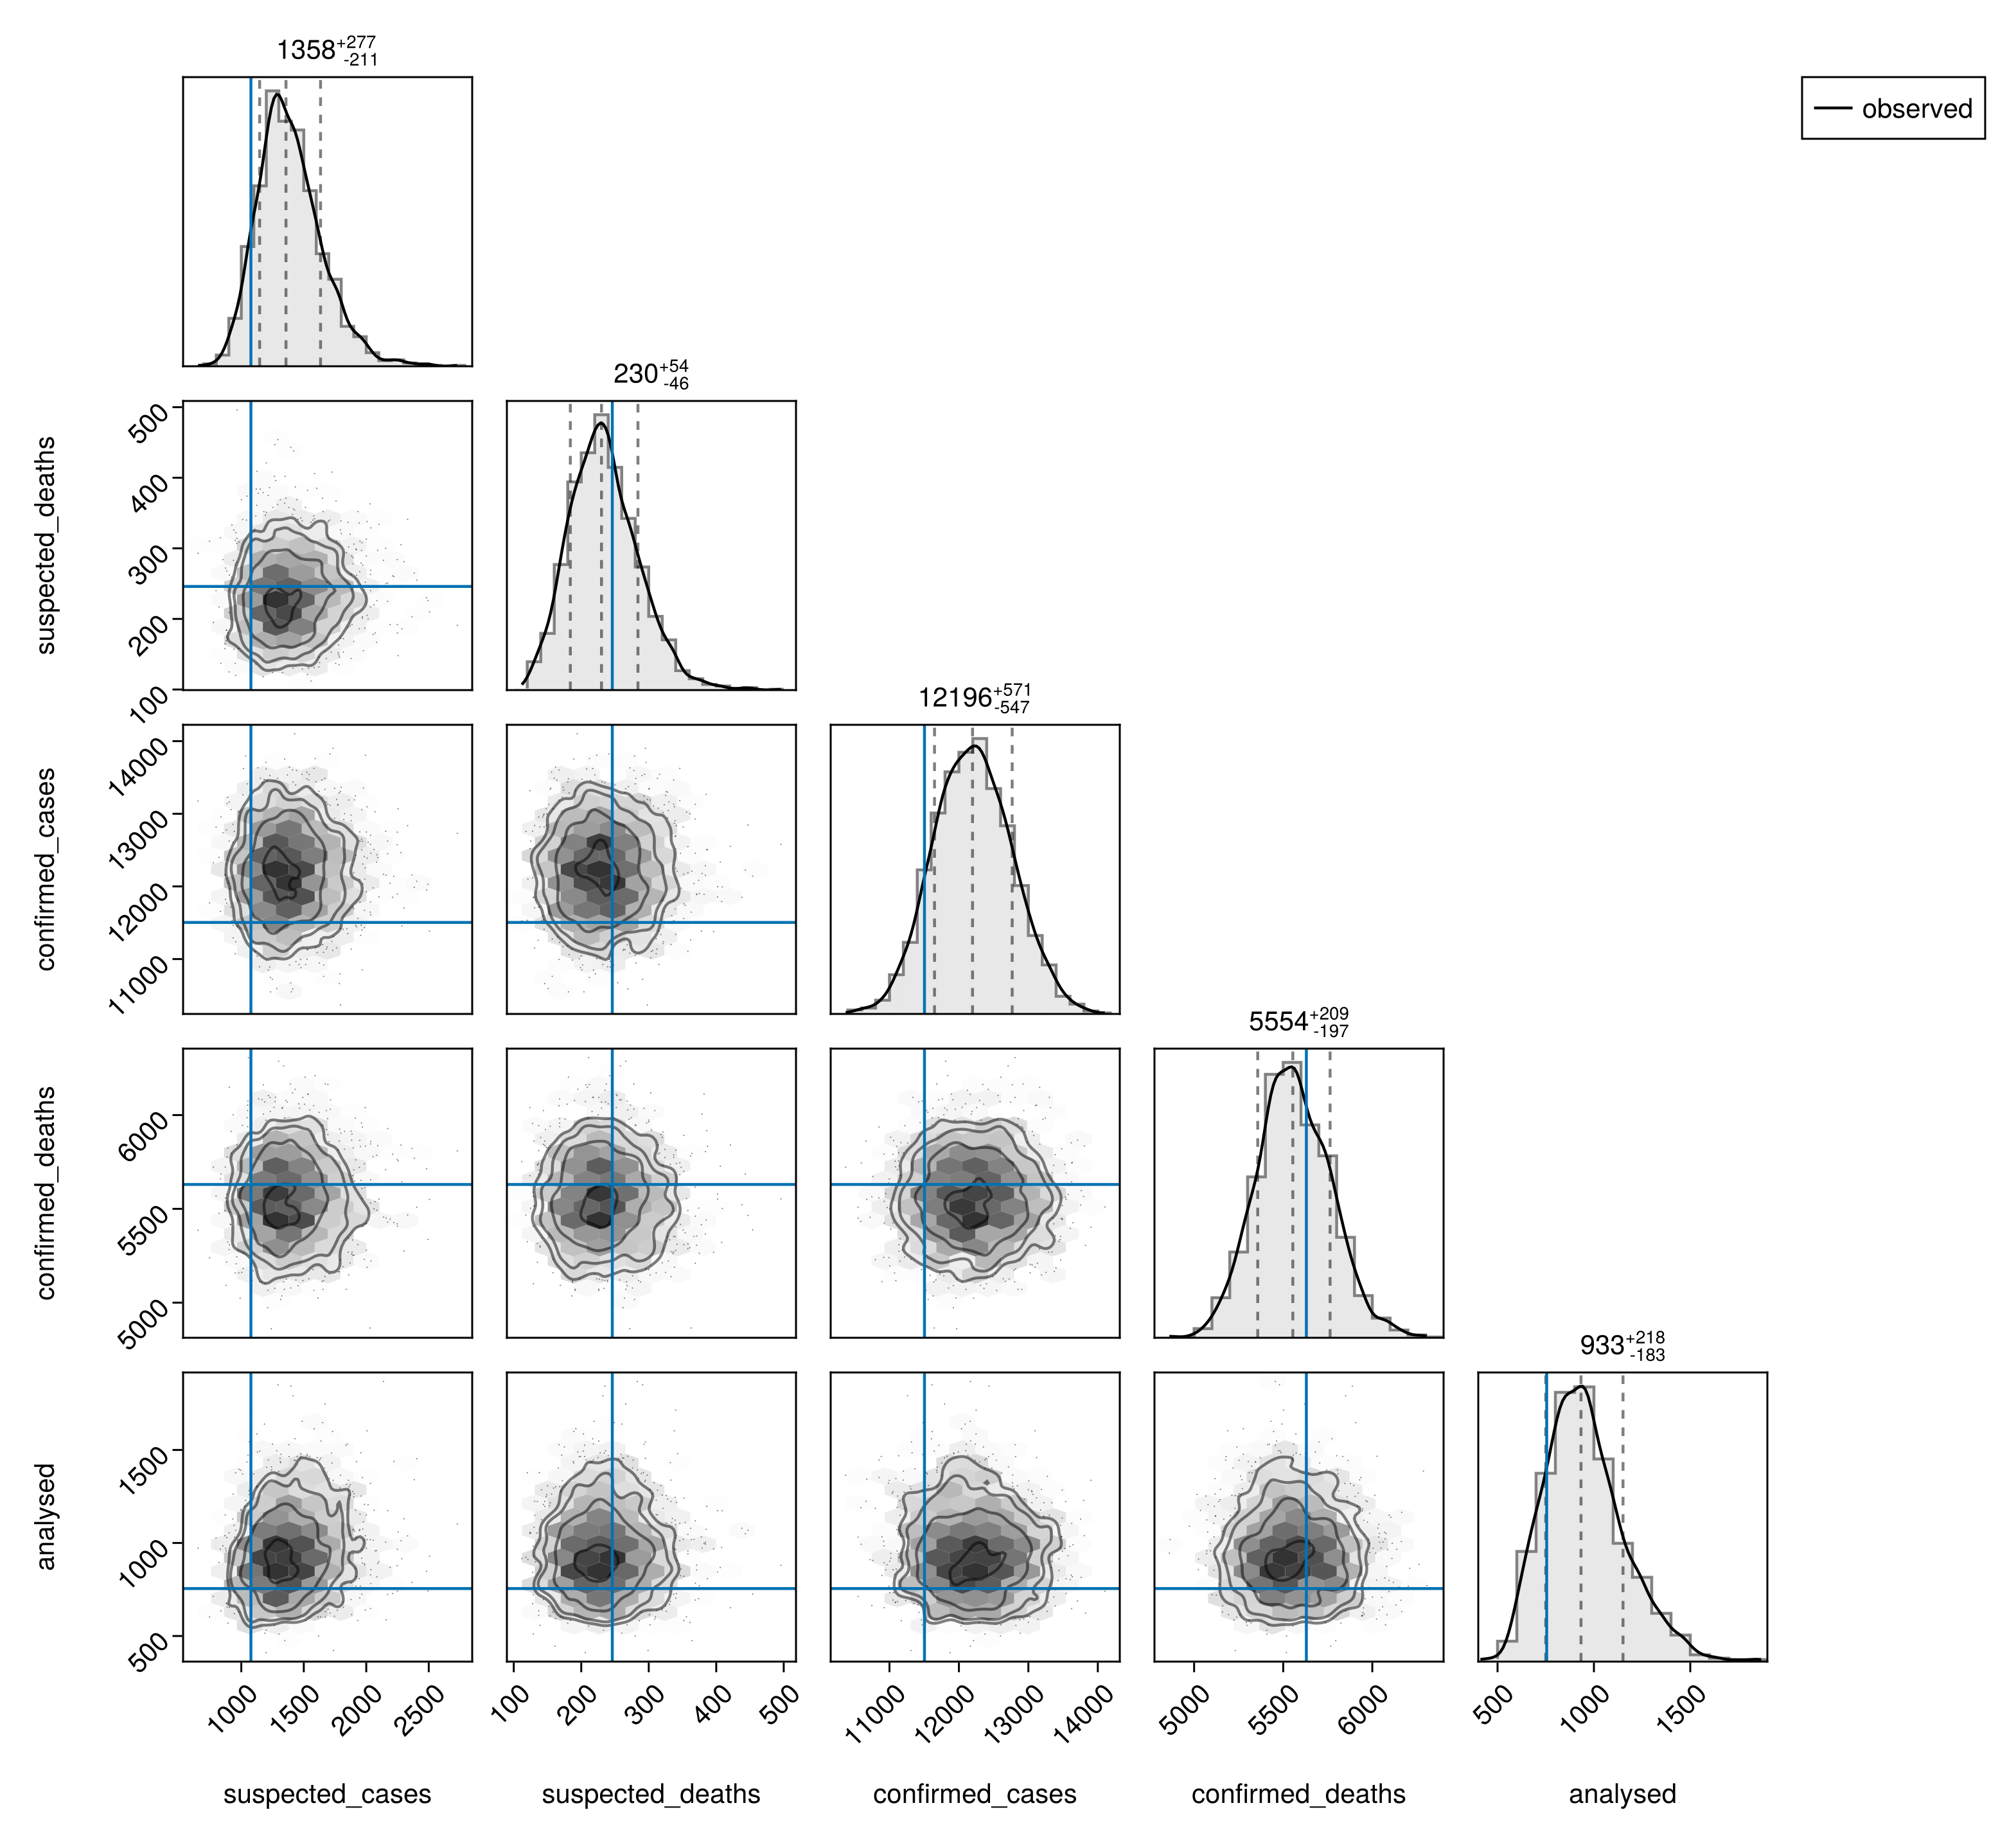 1358+277-211
observed
230+54-46
suspected_deaths
500
400
300
200
100
12196+571-547
confirmed_cases
14000
13000
12000
11000
5554+209-197
confirmed_deaths
6000
5500
5000
933+218-183
analysed
1500
1000
500
1000 1500 2000 2500
100 200 300 400 500
11000 12000 13000 14000
5000 5500 6000
500 1000 1500
suspected_cases
suspected_deaths
confirmed_cases
confirmed_deaths
analysed